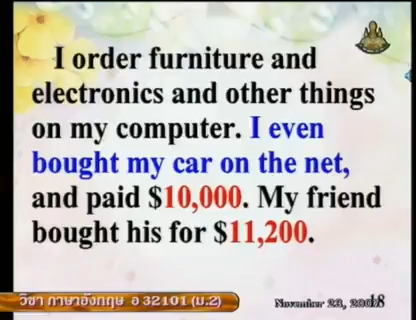 I order furniture and
electronics and other things
on my computer. I even
bought my car on the net,
and paid $10,000. My friend
bought his for $11,200.
วิชา ภาษาอังกฤษ อ 32101 (ม.2)
November 23, 18